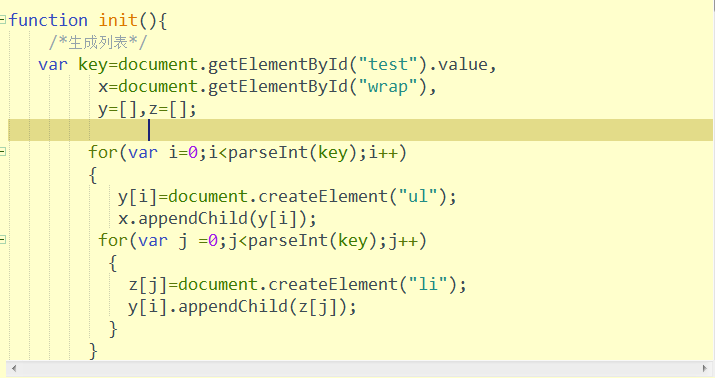 function init(){
/*生成列表*/
var key=document.getElementById("test").value,
x=document.getElementById("wrap"),
y=[],z=[];
for(var i=0;i<parseInt(key);i++)
{
y[i]=document.createElement("ul");
x.appendChild(y[i]);
for(var j =0;j<parseInt(key);j++)
{
z[j]=document.createElement("li");
y[i].appendChild(z[j]);
}
}